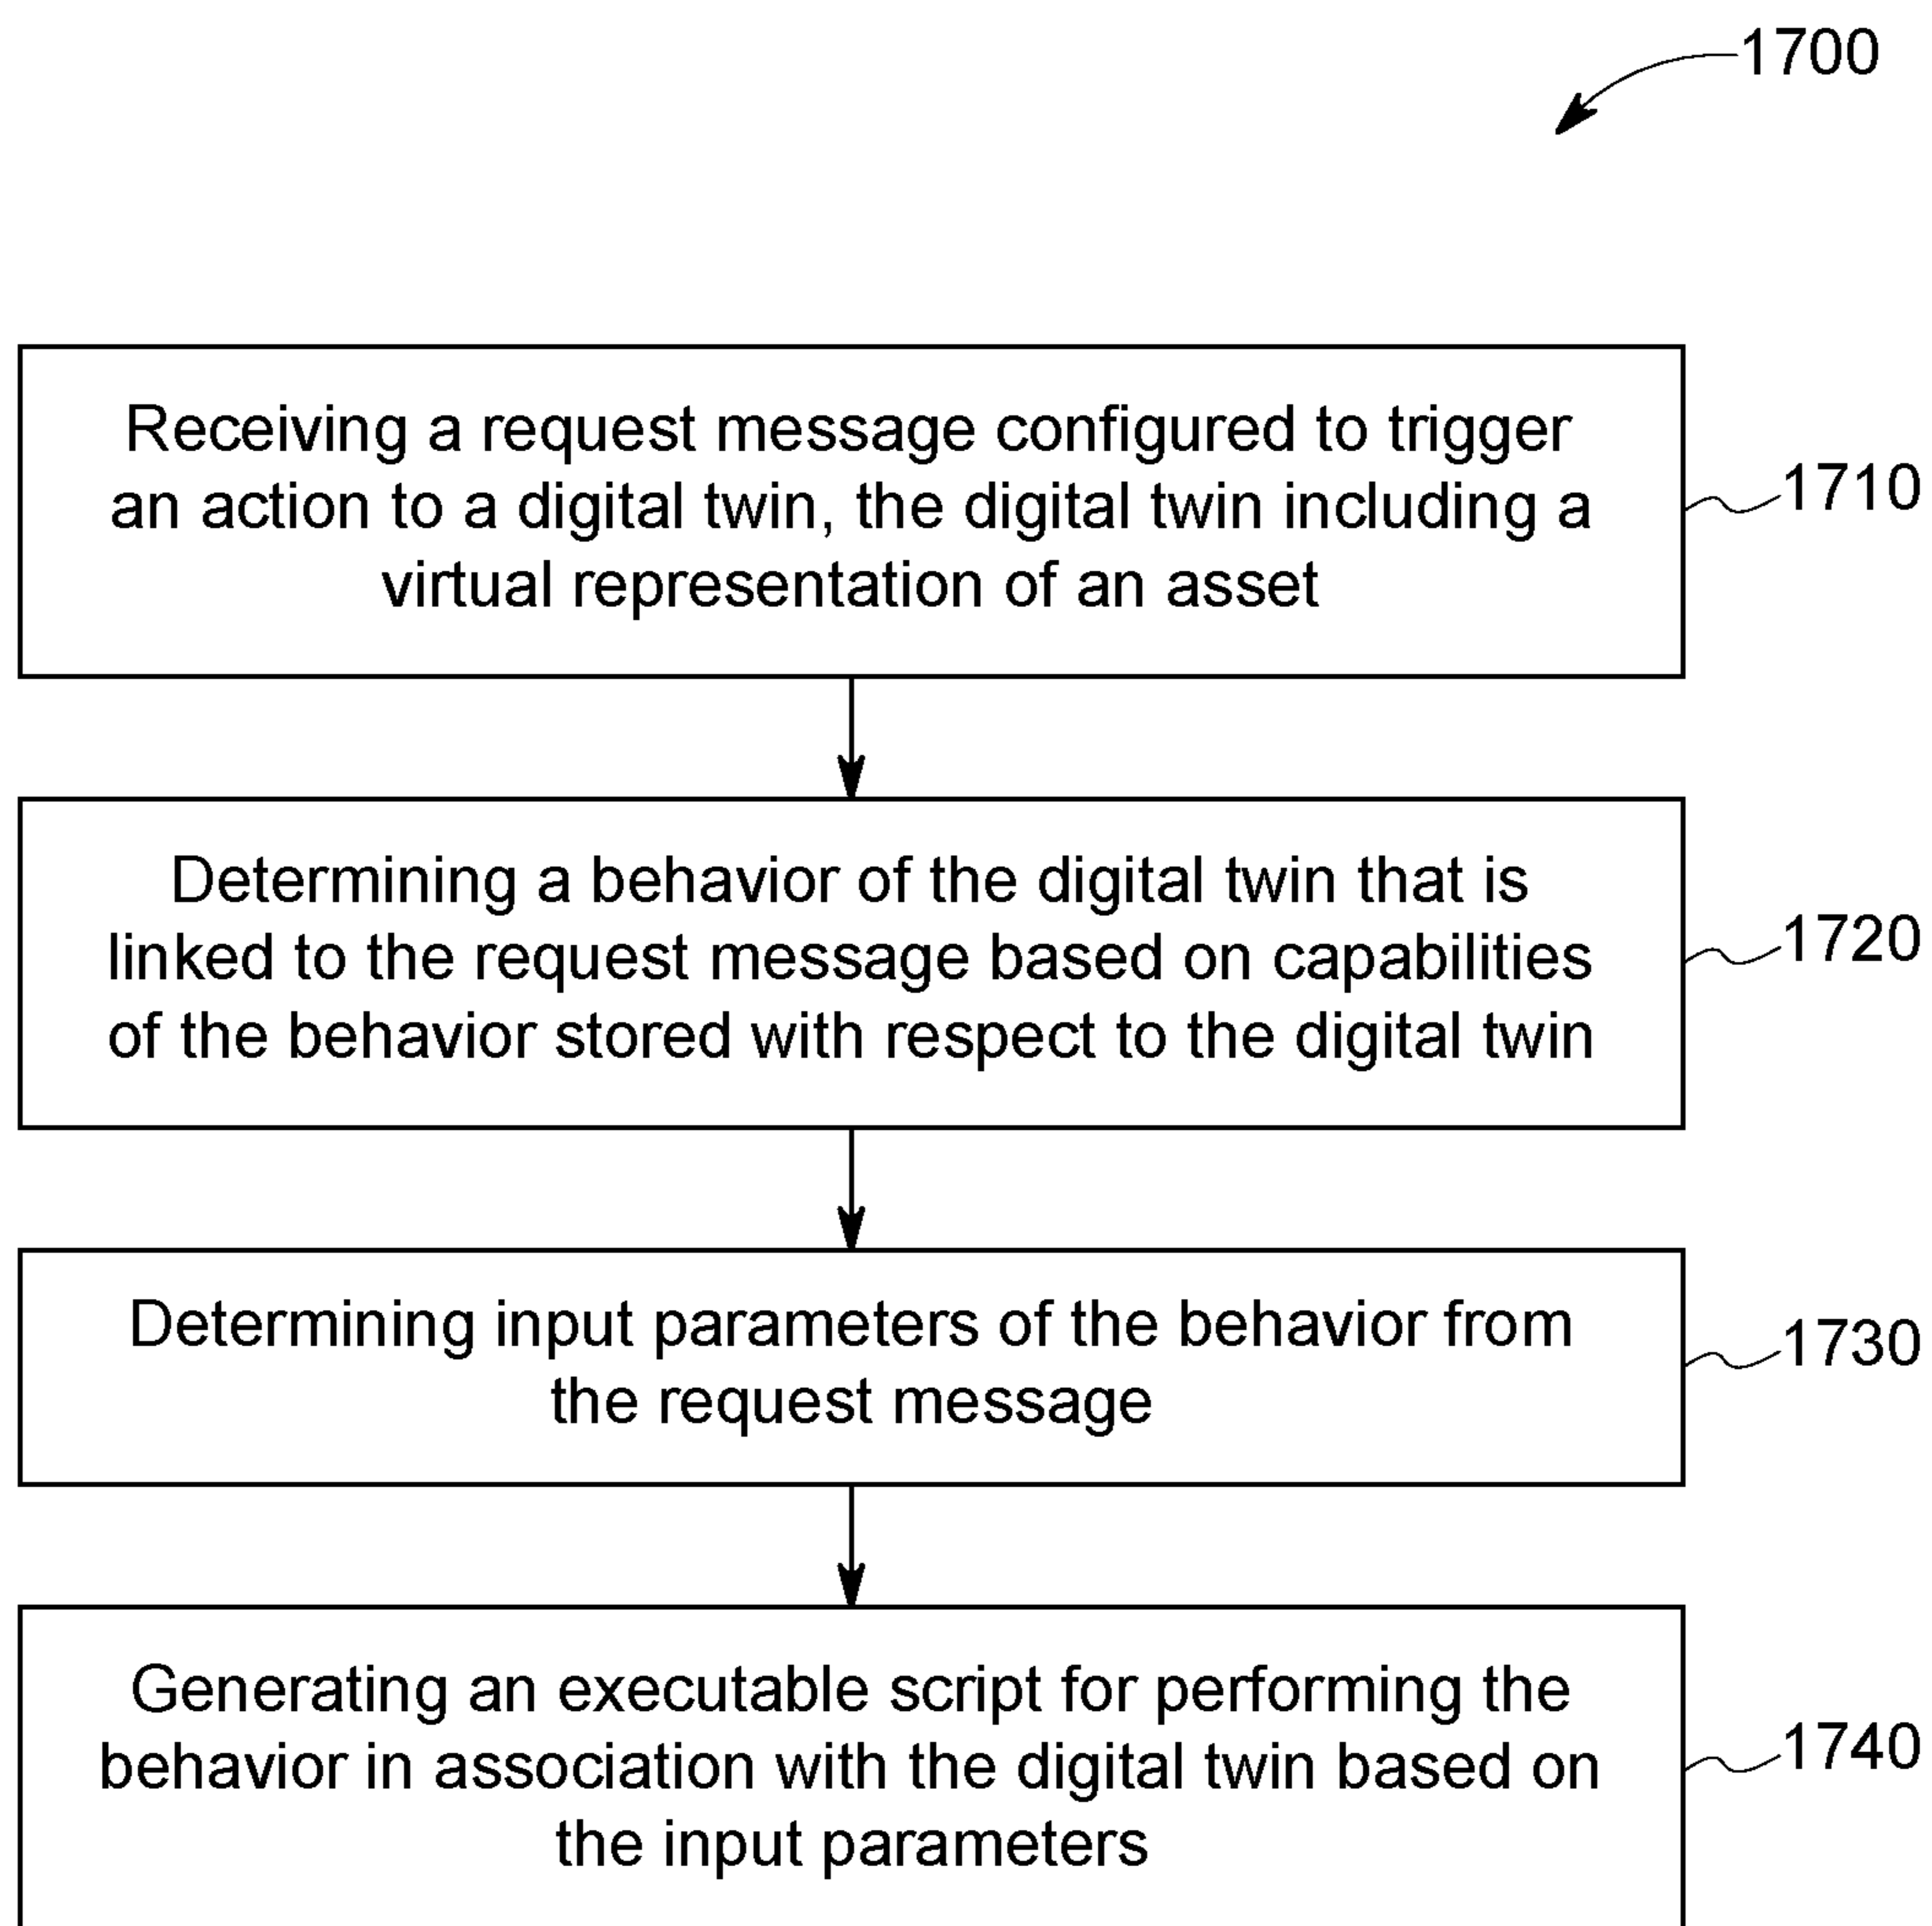 1700
Receiving a request message configured to trigger
an action to a digital twin, the digital twin including a
virtual representation of an asset
1710
Determining a behavior of the digital twin that is
linked to the request message based on capabilities
of the behavior stored with respect to the digital twin
1720
Determining input parameters of the behavior from
the request message
1730
Generating an executable script for performing the
behavior in association with the digital twin based on
the input parameters
1740